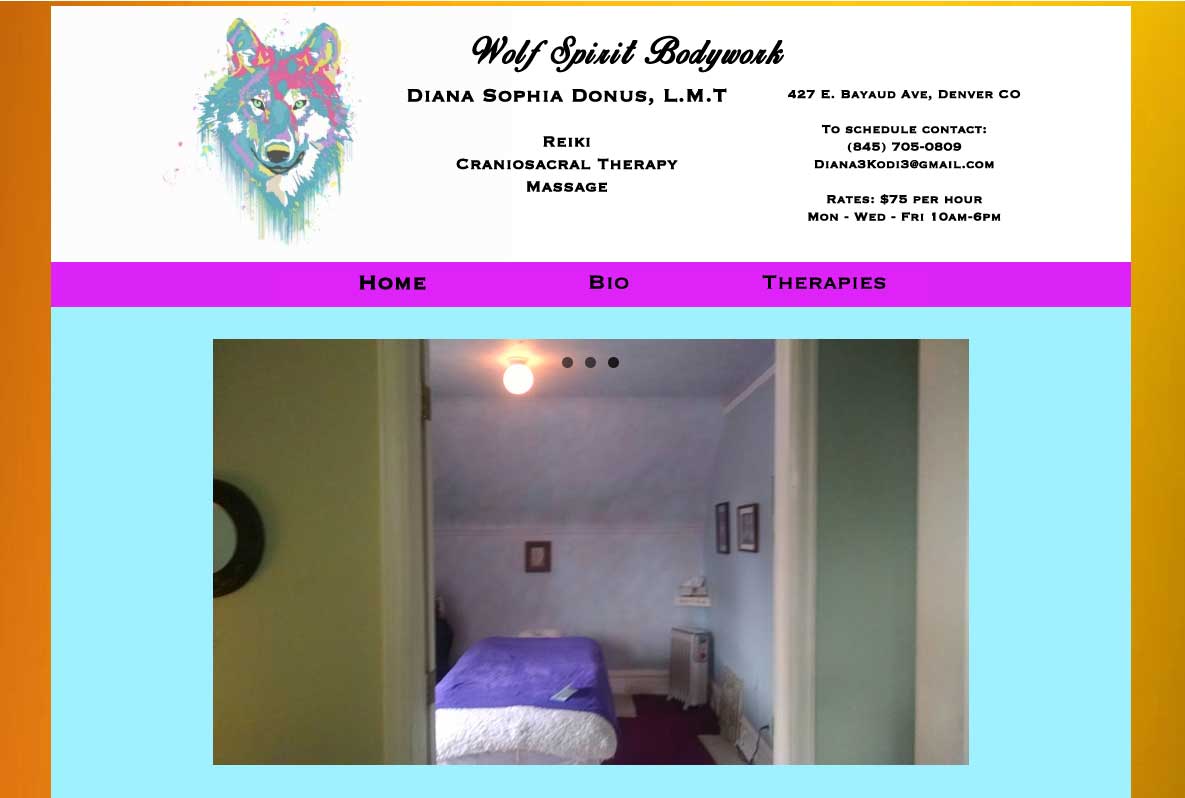 Wolf Spirit Bodywork
Diana Sophia Donus, L.M.T
Reiki
Craniosacral Therapy
Massage
427 E. Bayaud Ave, Denver CO
To schedule contact:
(845) 705-0809
Diana3Kodi3@gmail.com
Rates: $75 per hour
Mon - Wed - Fri 10am-6pm
Home
Bio
Therapies